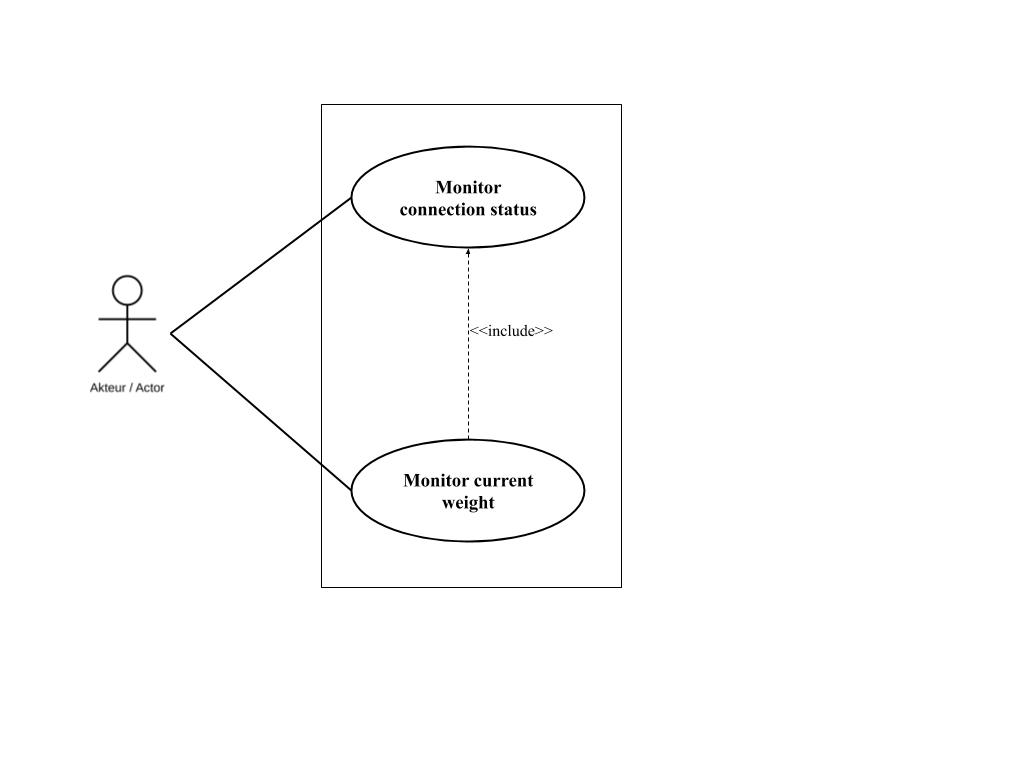 Monitor
connection status
<<include>>
Akteur / Actor
Monitor current
weight